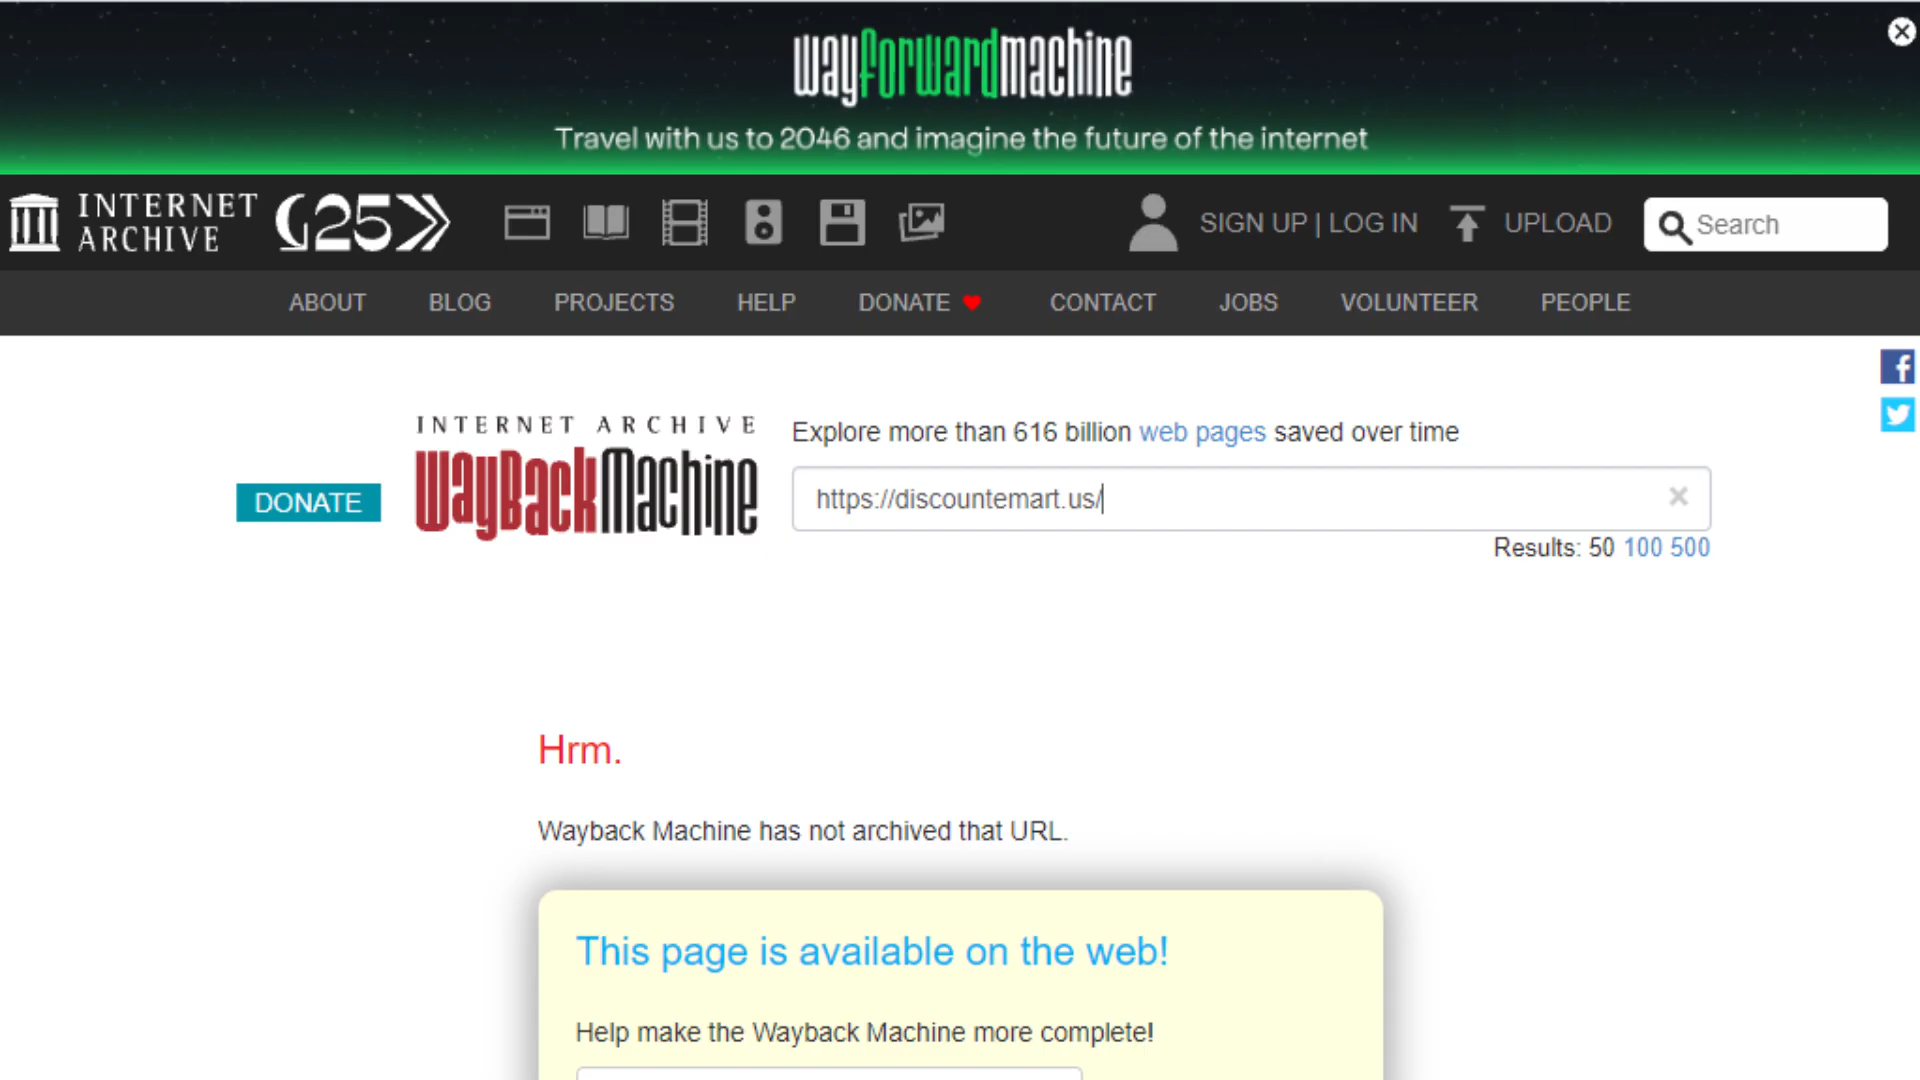 wayforwardmachine
Travel with us to 2046 and imagine the future of the internet
INTERNET ARCHIVE 25
SIGN UP | LOG IN UPLOAD Search
ABOUT BLOG PROJECTS HELP DONATE CONTACT JOBS VOLUNTEER PEOPLE
INTERNET ARCHIVE
WayBackMachine
DONATE
Explore more than 616 billion web pages saved over time
https://discountemart.us/
Results: 50 100 500
Hrm.
Wayback Machine has not archived that URL.
This page is available on the web!
Help make the Wayback Machine more complete!